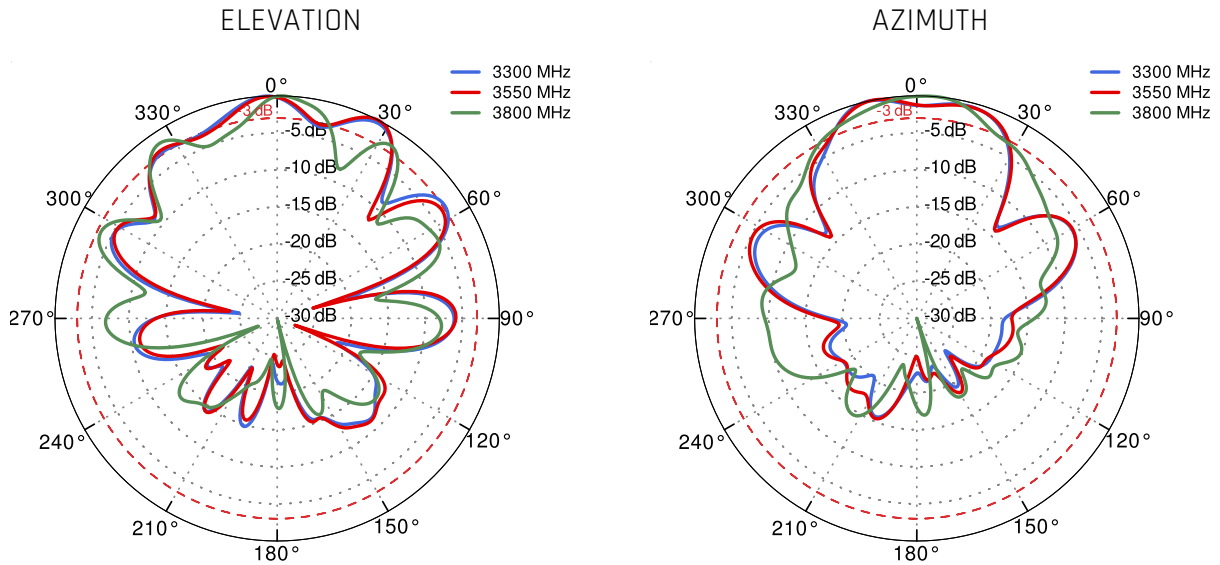 ELEVATION
3300 MHz
3550 MHz
3800 MHz
0°
30°
60°
90°
120°
150°
180°
210°
240°
270°
300°
330°
-3 dB
-5 dB
-10 dB
-15 dB
-20 dB
-25 dB
-30 dB
AZIMUTH
3300 MHz
3550 MHz
3800 MHz
0°
30°
60°
90°
120°
150°
180°
210°
240°
270°
300°
330°
-3 dB
-5 dB
-10 dB
-15 dB
-20 dB
-25 dB
-30 dB